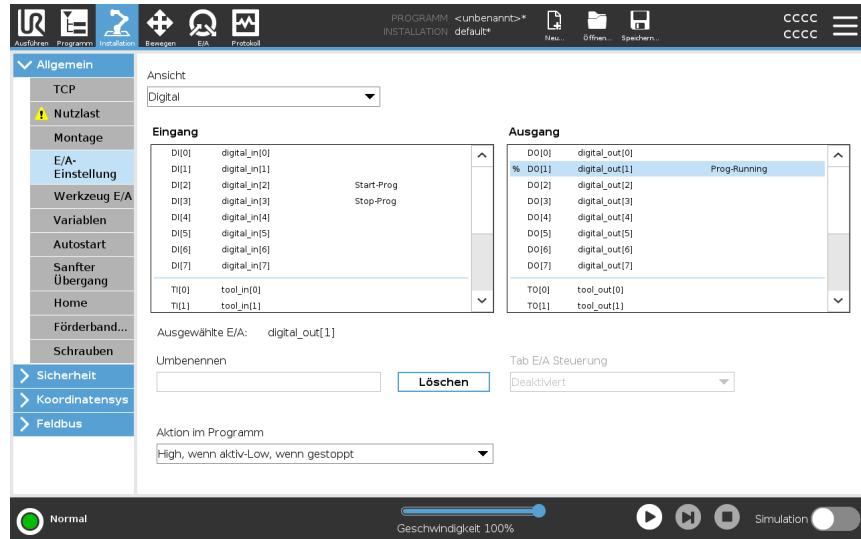 PROGRAMM <unbenannt>*
INSTALLATION default*
CCCC
CCCC
Ausführen Programm Installation Bewegen E/A Protokoll Neu... Öffnen... Speichern...
Allgemein
TCP
Nutzlast
Montage
E/A-
Einstellung
Werkzeug E/A
Variablen
Autostart
Sanfter
Übergang
Home
Förderband...
Schrauben
Sicherheit
Koordinatensys
Feldbus
Ansicht
Digital
Eingang
DI[0] digital_in[0]
DI[1] digital_in[1]
DI[2] digital_in[2] Start-Prog
DI[3] digital_in[3] Stop-Prog
DI[4] digital_in[4]
DI[5] digital_in[5]
DI[6] digital_in[6]
DI[7] digital_in[7]
TI[0] tool_in[0]
TI[1] tool_in[1]
Ausgang
DO[0] digital_out[0]
% DO[1] digital_out[1] Prog-Running
DO[2] digital_out[2]
DO[3] digital_out[3]
DO[4] digital_out[4]
DO[5] digital_out[5]
DO[6] digital_out[6]
DO[7] digital_out[7]
TO[0] tool_out[0]
TO[1] tool_out[1]
Ausgewählte E/A: digital_out[1]
Umbenennen
Löschen
Tab E/A Steuerung
Deaktiviert
Aktion im Programm
High, wenn aktiv-Low, wenn gestoppt
Normal
Geschwindigkeit 100%
Simulation